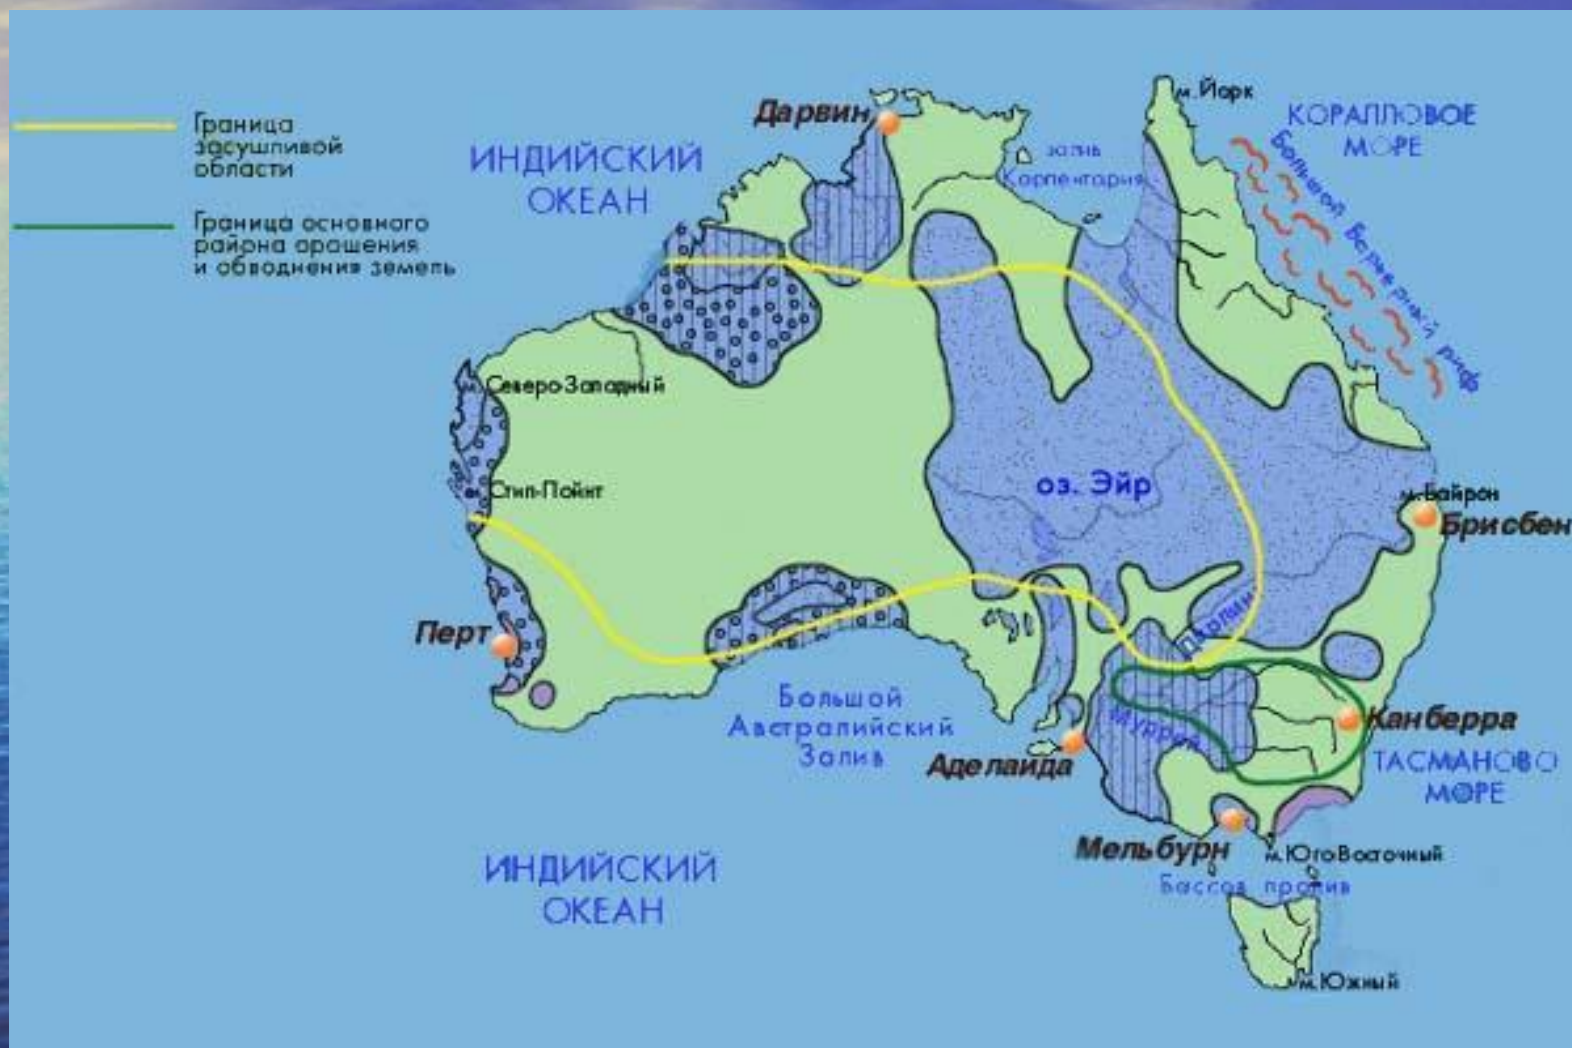 Граница
засушливой
области
Граница основного
района орошения
и обводнения земель
ИНДИЙСКИЙ
ОКЕАН
Дарвин
м. Йорк
КОРАЛЛОВОЕ
МОРЕ
залив
Карпентария
Большой Барьерный риф
м. Северо-Западный
м. Стип-Пойнт
оз. Эйр
м. Байрон
Брисбен
Перт
Дарлинг
Большой
Австралийский
Залив
Муррей
Канберра
Аделаида
ТАСМАНОВО
МОРЕ
Мельбурн
м. Юго Восточный
Бассов пролив
ИНДИЙСКИЙ
ОКЕАН
м. Южный